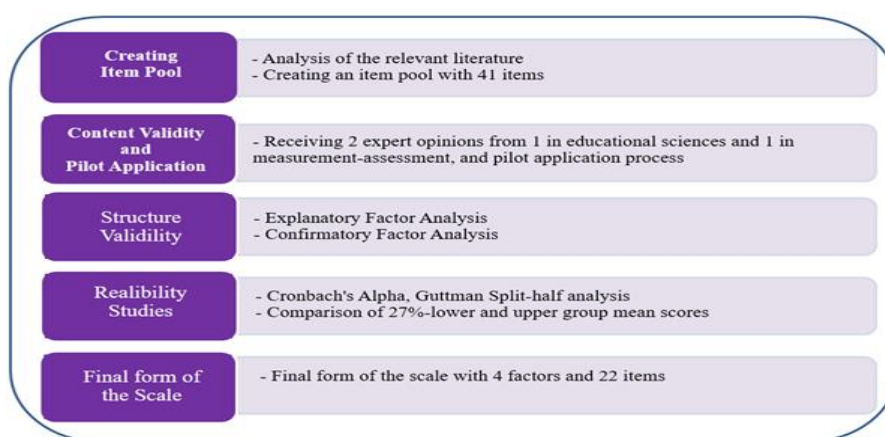 Creating
Item Pool
- Analysis of the relevant literature
- Creating an item pool with 41 items
Content Validity
and
Pilot Application
- Receiving 2 expert opinions from 1 in educational sciences and 1 in
measurement-assessment, and pilot application process
Structure
Validility
- Explanatory Factor Analysis
- Confirmatory Factor Analysis
Realibility
Studies
- Cronbach's Alpha, Guttman Split-half analysis
- Comparison of 27%-lower and upper group mean scores
Final form of
the Scale
- Final form of the scale with 4 factors and 22 items